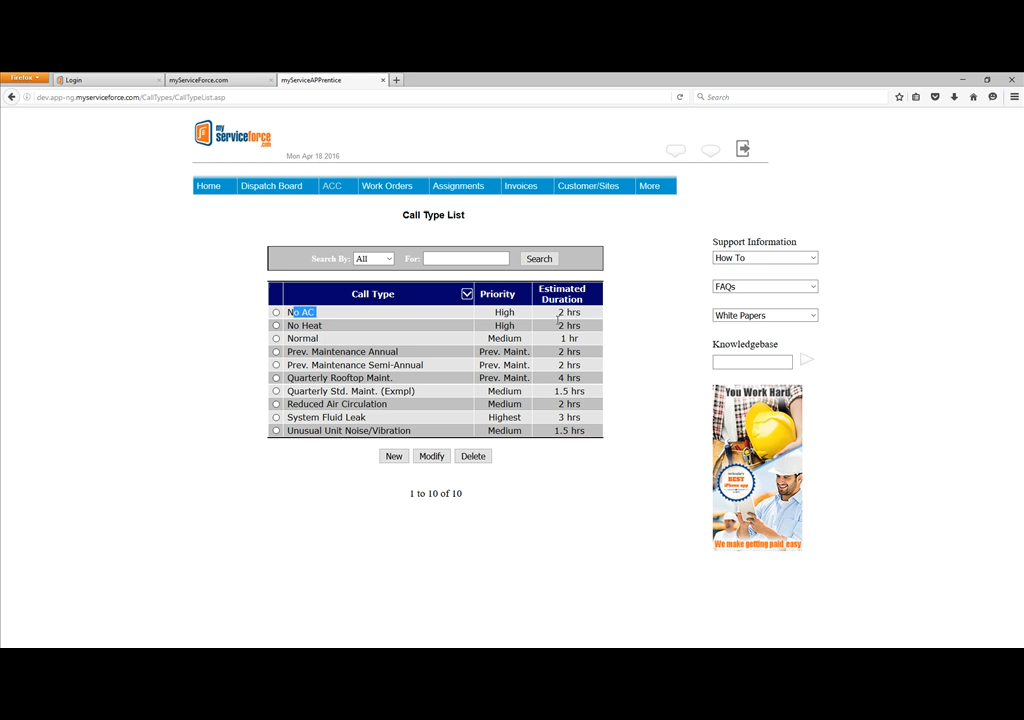 Firefox
Login
myServiceForce.com
myServiceAPPrentice
dev.app-ng.myserviceforce.com/CallTypes/CallTypeList.asp
Search
my
serviceforce
.com
Mon Apr 18 2016
Home Dispatch Board ACC Work Orders Assignments Invoices Customer/Sites More
Call Type List
Search By: All For: Search
Call Type Priority Estimated Duration
No AC High 2 hrs
No Heat High 2 hrs
Normal Medium 1 hr
Prev. Maintenance Annual Prev. Maint. 2 hrs
Prev. Maintenance Semi-Annual Prev. Maint. 2 hrs
Quarterly Rooftop Maint. Prev. Maint. 4 hrs
Quarterly Std. Maint. (Exmpl) Medium 1.5 hrs
Reduced Air Circulation Medium 2 hrs
System Fluid Leak Highest 3 hrs
Unusual Unit Noise/Vibration Medium 1.5 hrs
New Modify Delete
1 to 10 of 10
Support Information
How To
FAQs
White Papers
Knowledgebase
You Work Hard,
BEST
iPhone app
We make getting paid easy